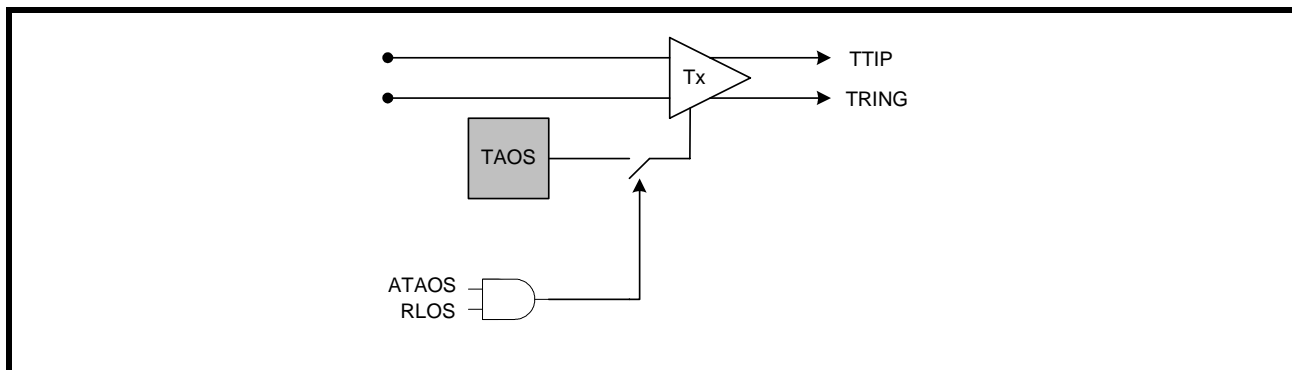 Tx
TTIP
TRING
TAOS
ATAOS
RLOS